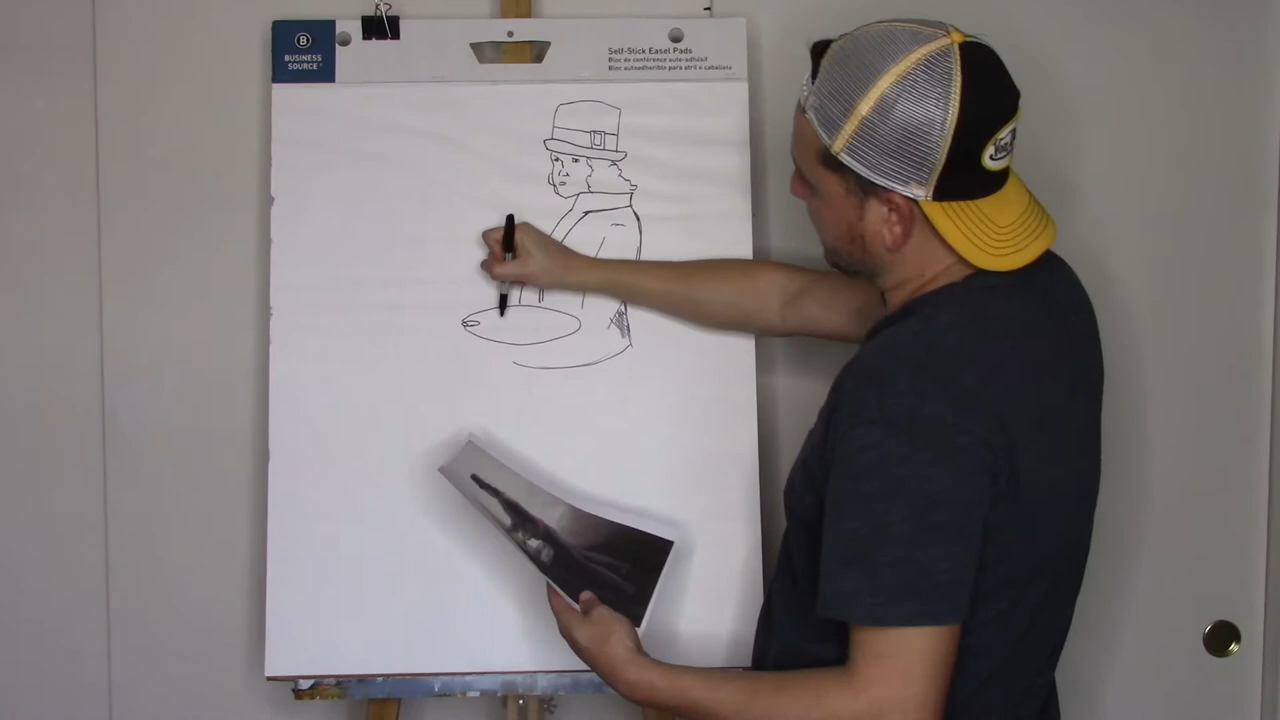 B
BUSINESS
SOURCE
Self-Stick Easel Pads
Bloc de conférence auto-adhésif
Bloc autoadherible para atril o caballete